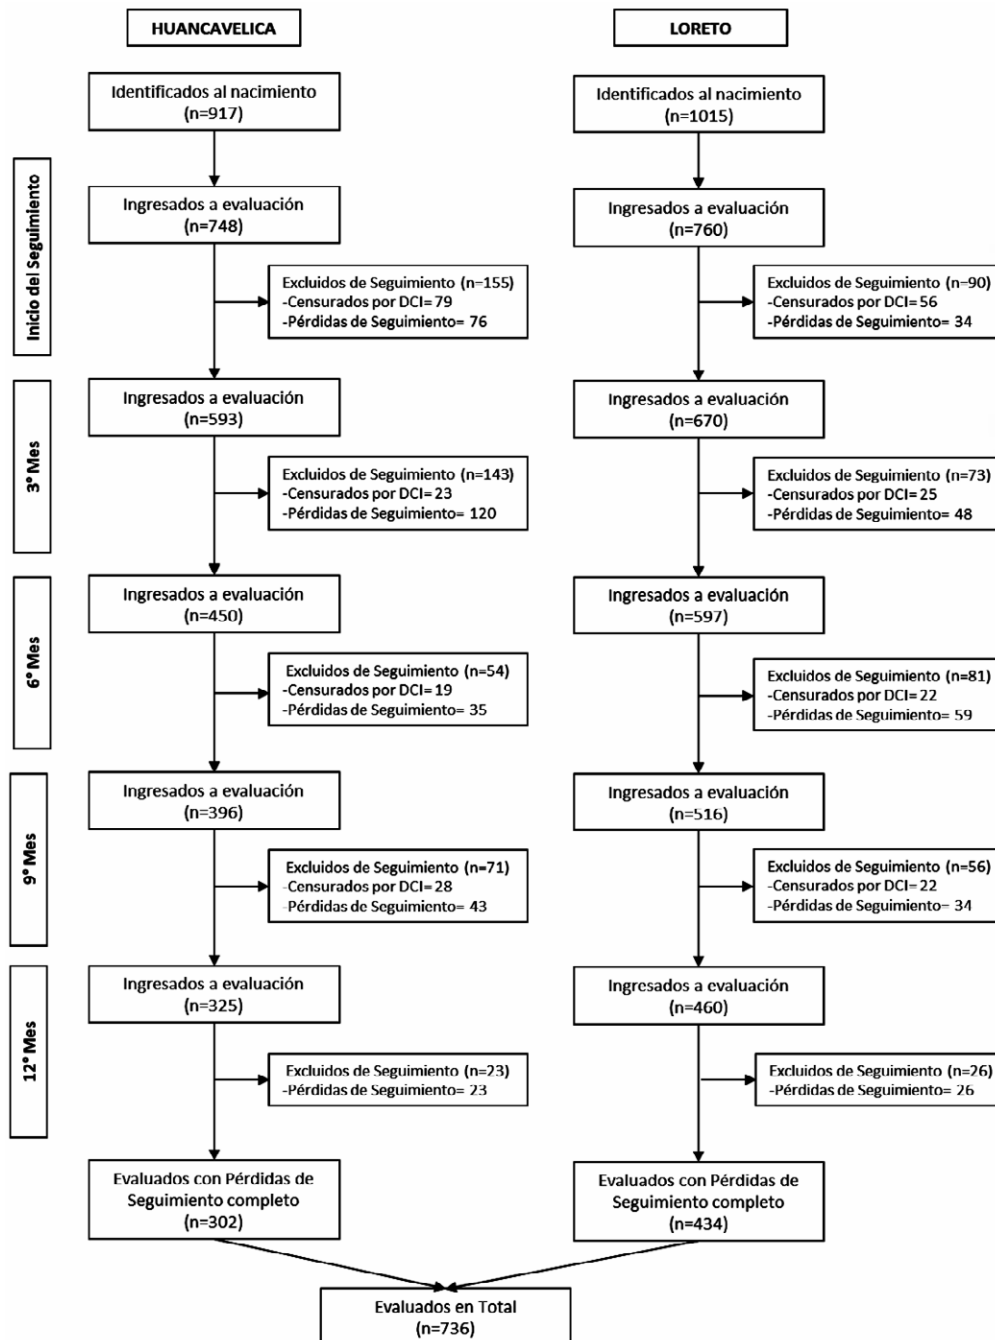 HUANCAVELICA
LORETO
Identificados al nacimiento
(n=917)
Identificados al nacimiento
(n=1015)
Inicio del Seguimiento
Ingresados a evaluación
(n=748)
Ingresados a evaluación
(n=760)
Excluidos de Seguimiento (n=155)
-Censurados por DCI= 79
-Pérdidas de Seguimiento= 76
Excluidos de Seguimiento (n=90)
-Censurados por DCI= 56
-Pérdidas de Seguimiento= 34
3° Mes
Ingresados a evaluación
(n=593)
Ingresados a evaluación
(n=670)
Excluidos de Seguimiento (n=143)
-Censurados por DCI= 23
-Pérdidas de Seguimiento= 120
Excluidos de Seguimiento (n=73)
-Censurados por DCI= 25
-Pérdidas de Seguimiento= 48
6° Mes
Ingresados a evaluación
(n=450)
Ingresados a evaluación
(n=597)
Excluidos de Seguimiento (n=54)
-Censurados por DCI= 19
-Pérdidas de Seguimiento= 35
Excluidos de Seguimiento (n=81)
-Censurados por DCI= 22
-Pérdidas de Seguimiento= 59
9° Mes
Ingresados a evaluación
(n=396)
Ingresados a evaluación
(n=516)
Excluidos de Seguimiento (n=71)
-Censurados por DCI= 28
-Pérdidas de Seguimiento= 43
Excluidos de Seguimiento (n=56)
-Censurados por DCI= 22
-Pérdidas de Seguimiento= 34
12° Mes
Ingresados a evaluación
(n=325)
Ingresados a evaluación
(n=460)
Excluidos de Seguimiento (n=23)
-Pérdidas de Seguimiento= 23
Excluidos de Seguimiento (n=26)
-Pérdidas de Seguimiento= 26
Evaluados con Pérdidas de
Seguimiento completo
(n=302)
Evaluados con Pérdidas de
Seguimiento completo
(n=434)
Evaluados en Total
(n=736)